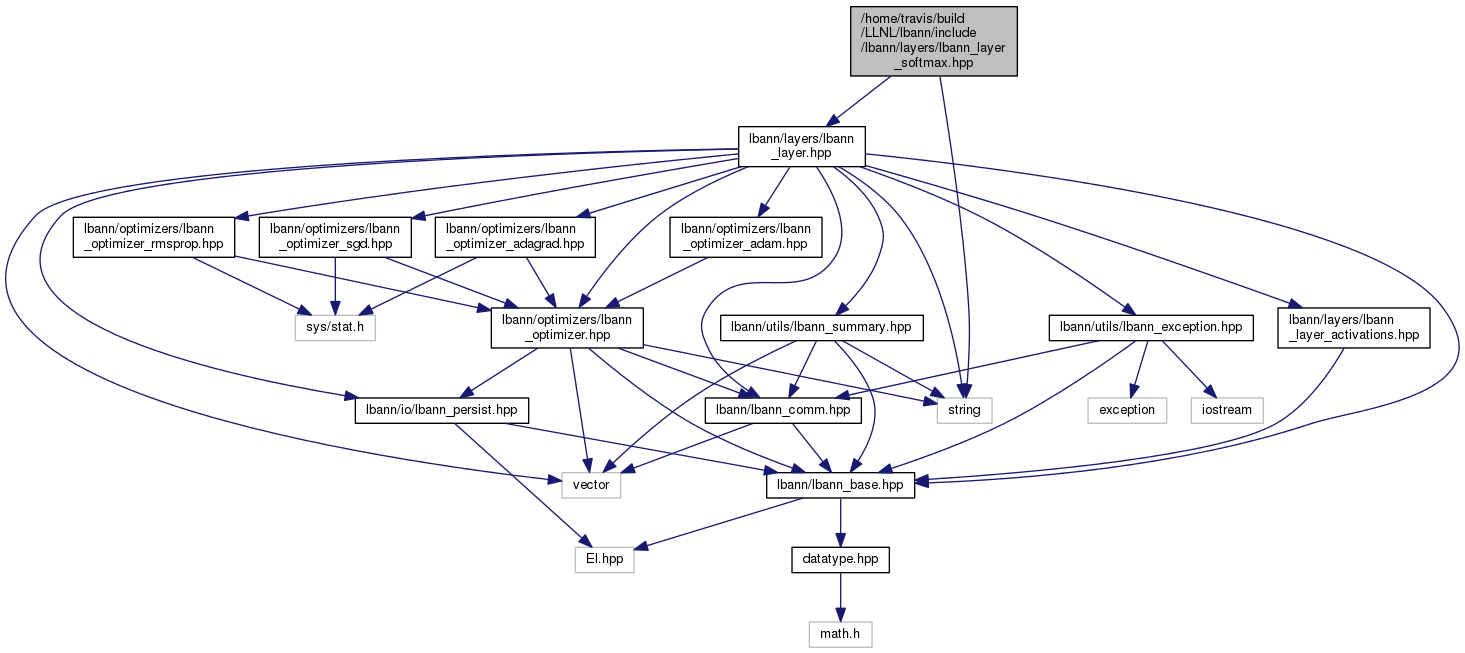 /home/travis/build
/LLNL/lbann/include
/lbann/layers/lbann_layer
_softmax.hpp
lbann/layers/lbann
_layer.hpp
lbann/optimizers/lbann
_optimizer_rmsprop.hpp
lbann/optimizers/lbann
_optimizer_sgd.hpp
lbann/optimizers/lbann
_optimizer_adagrad.hpp
lbann/optimizers/lbann
_optimizer_adam.hpp
sys/stat.h
lbann/optimizers/lbann
_optimizer.hpp
lbann/utils/lbann_summary.hpp
lbann/utils/lbann_exception.hpp
lbann/layers/lbann
_layer_activations.hpp
lbann/io/lbann_persist.hpp
lbann/lbann_comm.hpp
string
exception
iostream
vector
lbann/lbann_base.hpp
El.hpp
datatype.hpp
math.h